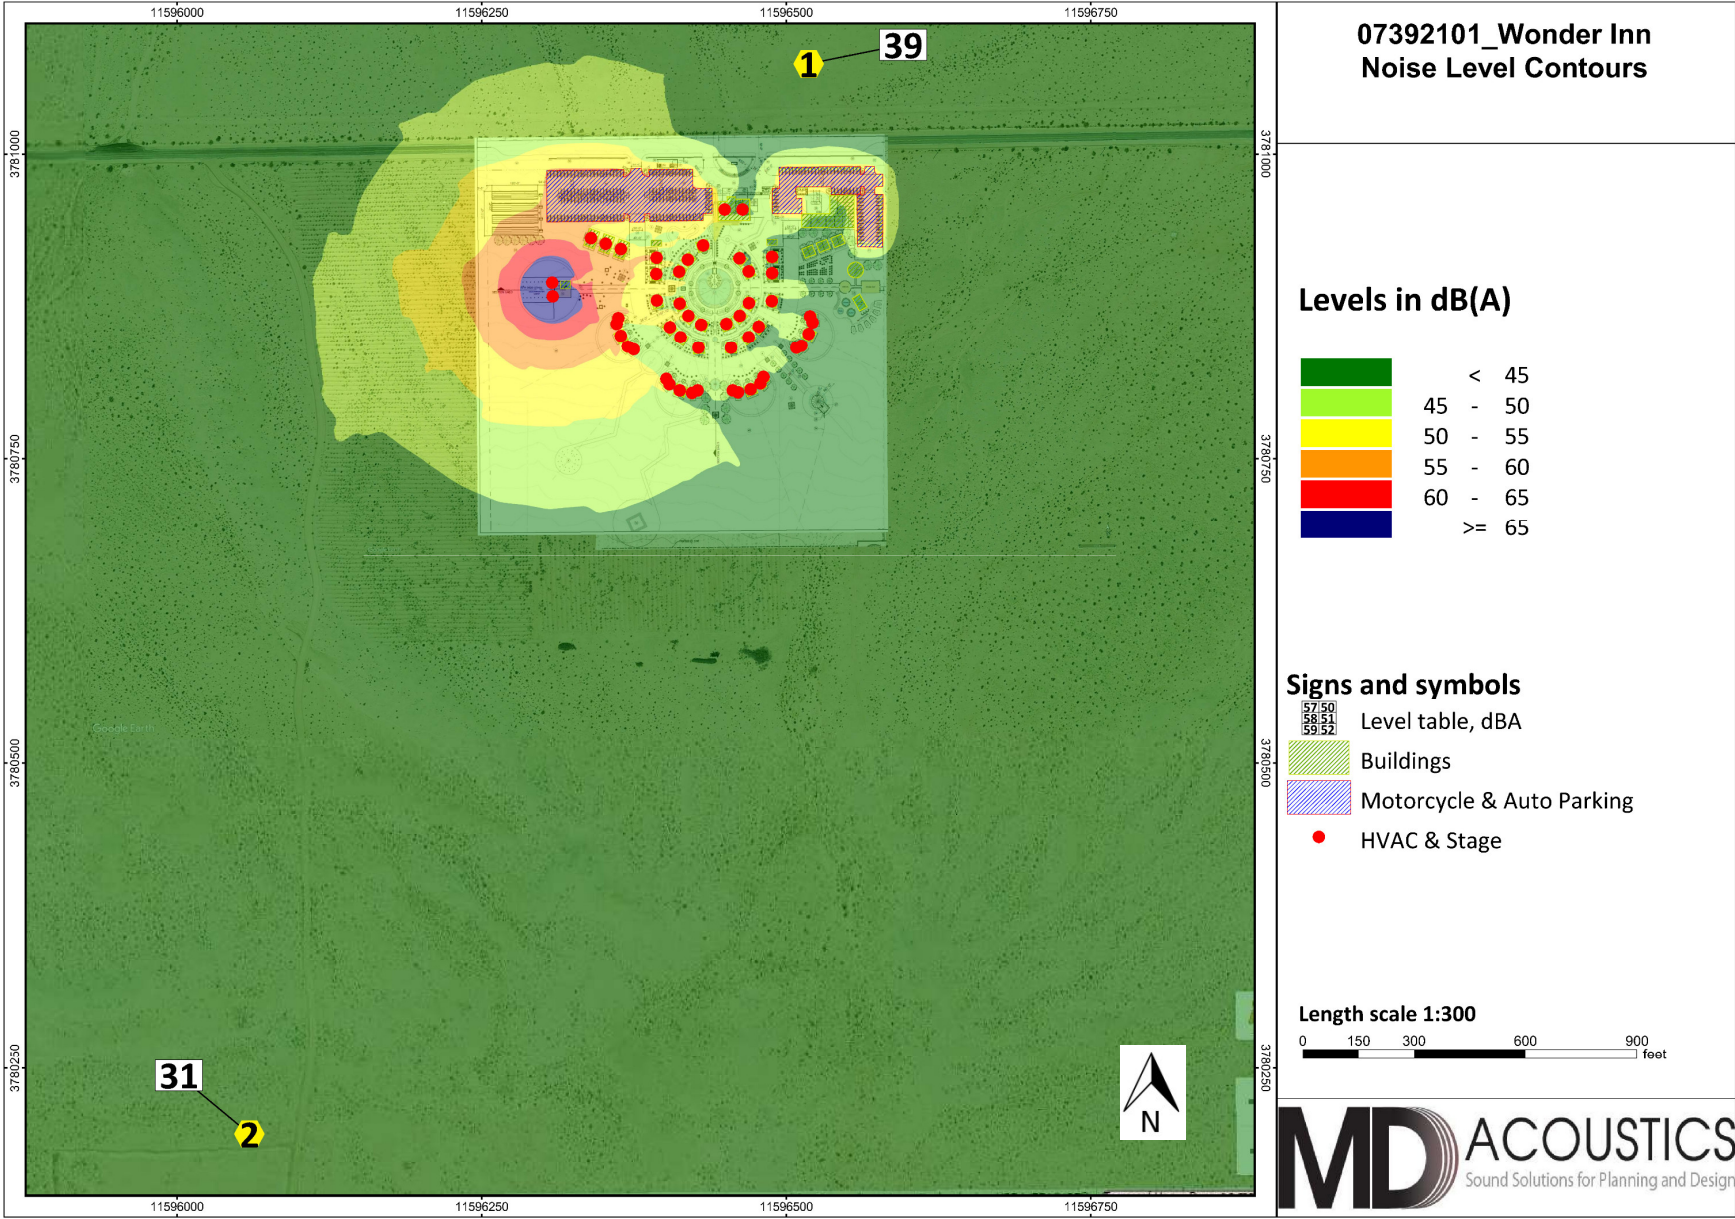 11596000 11596250 11596500 11596750
07392101_Wonder Inn
Noise Level Contours
1
39
3781000
3781000
Levels in dB(A)
< 45
45 - 50
50 - 55
55 - 60
60 - 65
>= 65
3780750
3780750
Signs and symbols
57 50
58 51
59 52
Level table, dBA
Buildings
Motorcycle & Auto Parking
HVAC & Stage
Google Earth
3780500
3780500
Length scale 1:300
0 150 300 600 900
feet
3780250
3780250
31
2
N
MD ACOUSTICS
Sound Solutions for Planning and Design
11596000 11596250 11596500 11596750